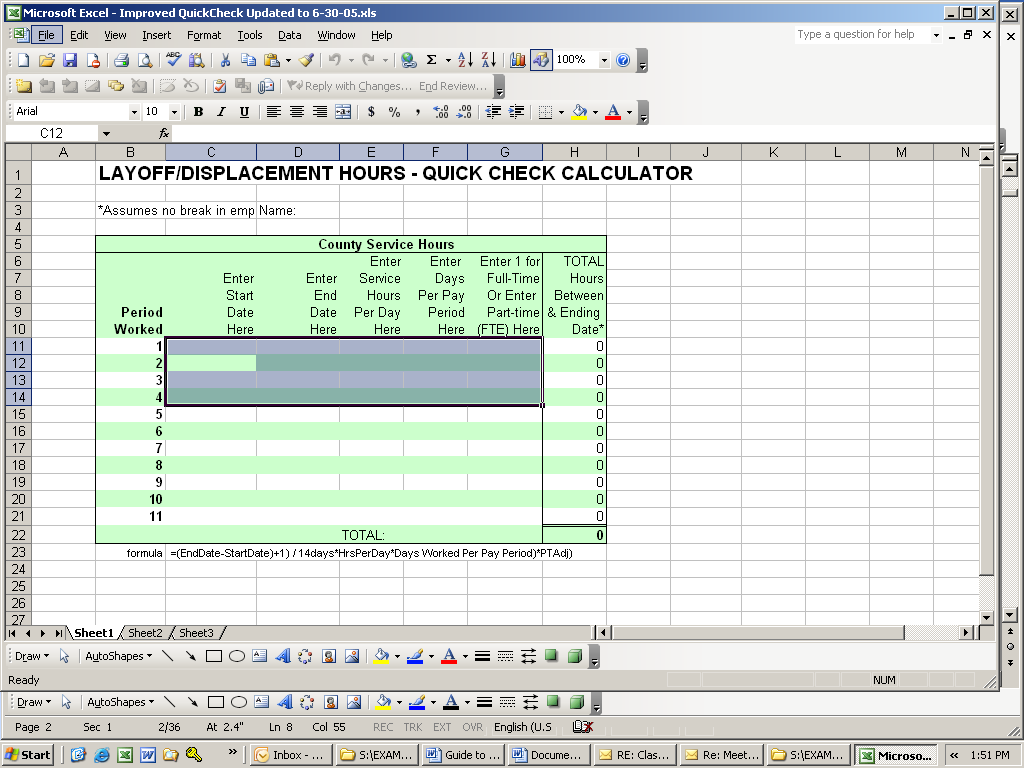 Microsoft Excel - Improved QuickCheck Updated to 6-30-05.xls
File Edit View Insert Format Tools Data Window Help
Type a question for help
100%
Reply with Changes... End Review...
Arial 10 B I U $ % ,
C12 fx
A B C D E F G H I J K L M N
1 LAYOFF/DISPLACEMENT HOURS - QUICK CHECK CALCULATOR
2
3 *Assumes no break in emp Name:
4
5 County Service Hours
6 Enter Enter Enter 1 for TOTAL
7 Enter Enter Service Days Full-Time Hours
8 Start End Hours Per Pay Or Enter Between
9 Period Date Date Per Day Period Part-time & Ending
10 Worked Here Here Here Here (FTE) Here Date*
11 1 0
12 2 0
13 3 0
14 4 0
15 5 0
16 6 0
17 7 0
18 8 0
19 9 0
20 10 0
21 11 0
22 TOTAL: 0
23 formula =(EndDate-StartDate)+1) / 14days*HrsPerDay*Days Worked Per Pay Period)*PTAdj)
24
25
26
27
Sheet1 Sheet2 Sheet3
Draw AutoShapes
Ready NUM
Draw AutoShapes
Page 2 Sec 1 2/36 At 2.4" Ln 8 Col 55 REC TRK EXT OVR English (U.S
Start » Inbox - ... S:\EXAM... Guide to ... Docume... RE: Clas... Re: Meet... S:\EXAM... Microso... « 1:51 PM